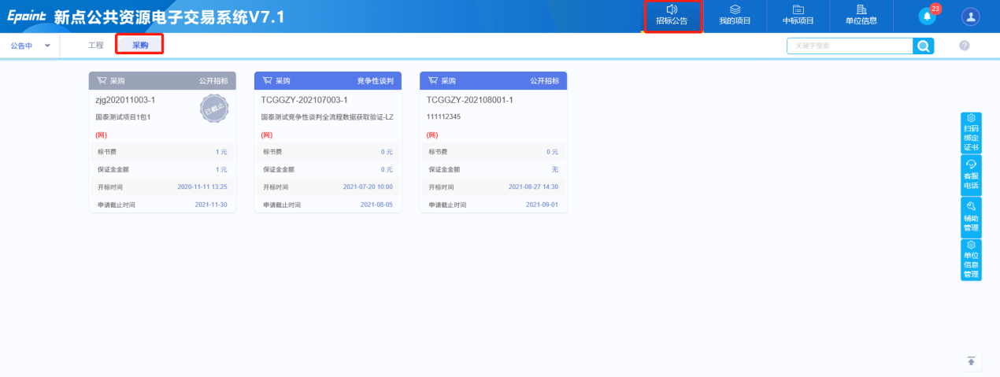 Epoint 新点公共资源电子交易系统V7.1
招标公告
我的项目
中标项目
单位信息
23
公告中
工程
采购
关键字搜索
采购 公开招标
zjg202011003-1
已截止
国泰测试项目1包1
(网)
标书费 1 元
保证金金额 1 元
开标时间 2020-11-11 13:25
申请截止时间 2021-11-30
采购 竞争性谈判
TCGGZY-202107003-1
国泰测试竞争性谈判全流程数据获取验证-LZ
(网)
标书费 0 元
保证金金额 0 元
开标时间 2021-07-20 10:00
申请截止时间 2021-08-05
采购 公开招标
TCGGZY-202108001-1
111112345
(网)
标书费 0 元
保证金金额 无
开标时间 2021-08-27 14:30
申请截止时间 2021-09-01
扫码
绑定
证书
客服
电话
辅助
管理
单位
信息
管理